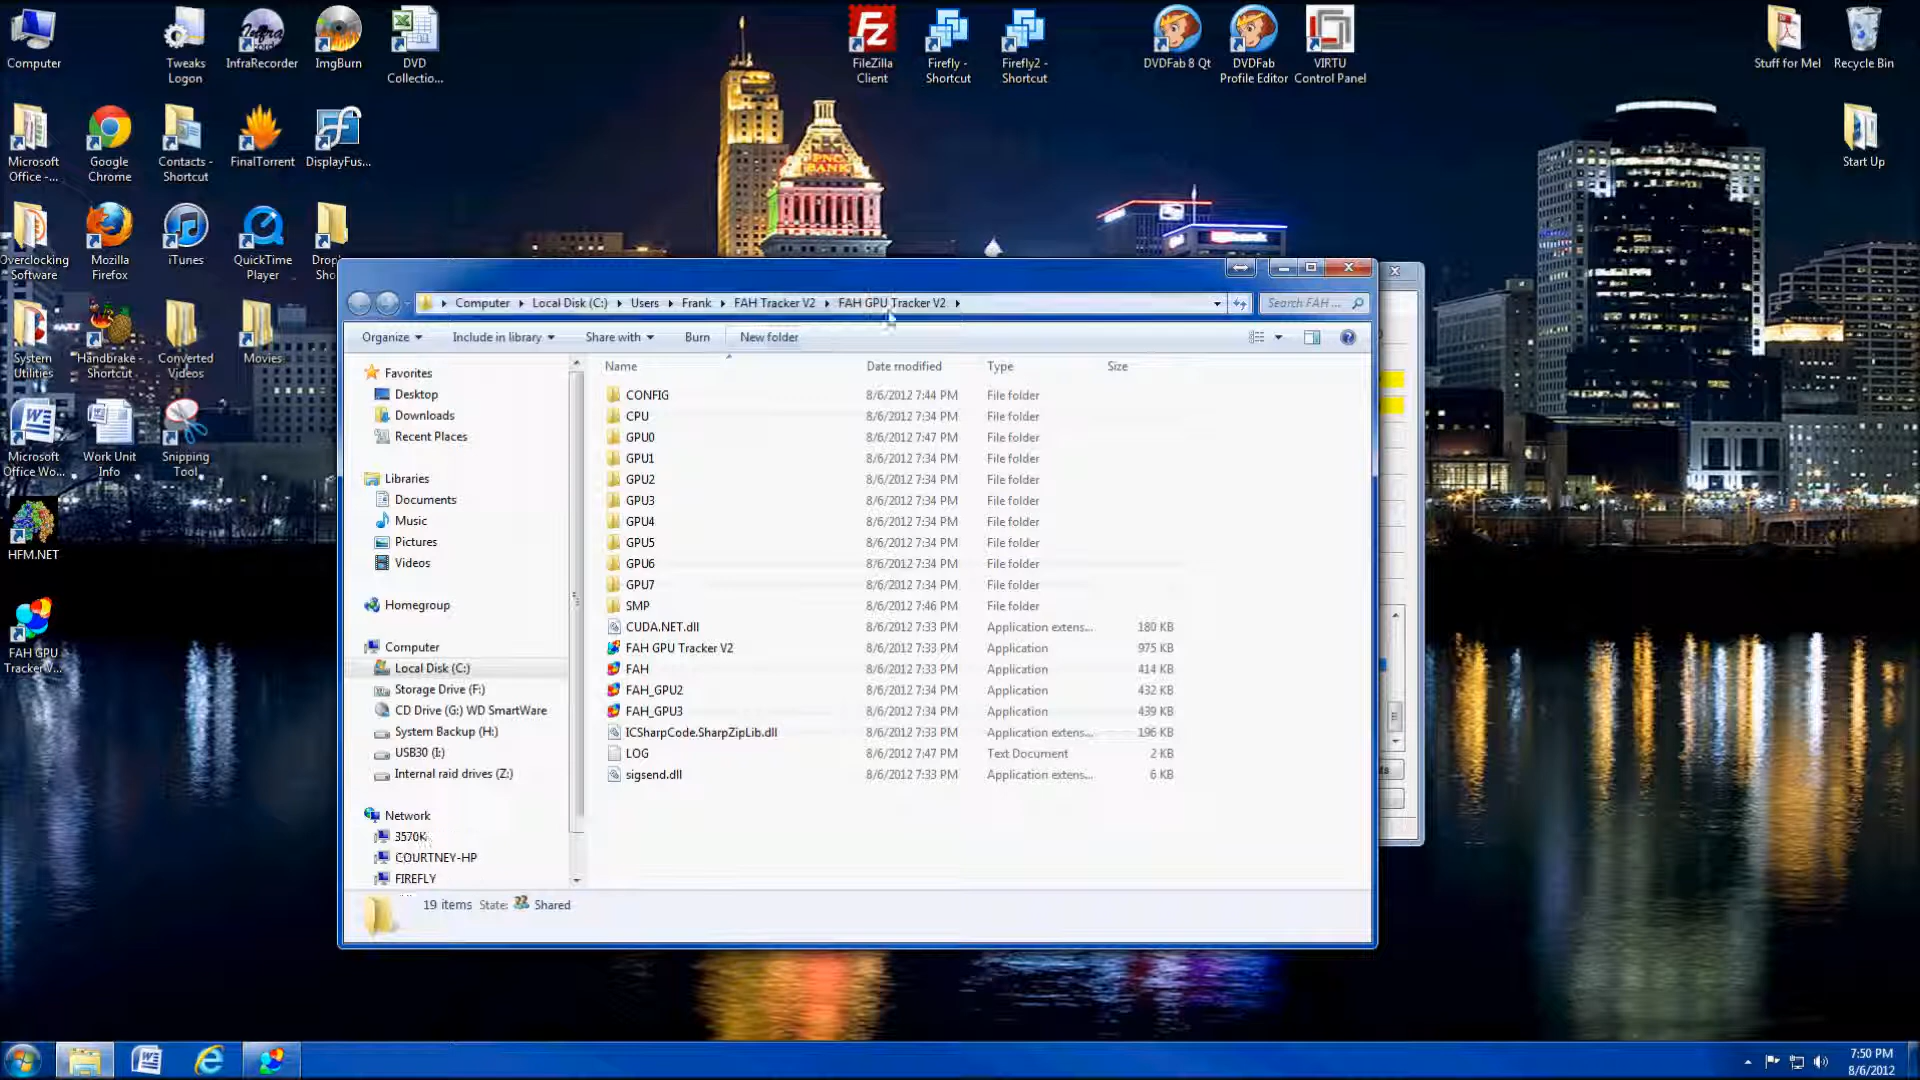 Computer
Tweaks
Logon
InfraRecorder
ImgBurn
DVD
Collectio...
FileZilla
Client
Firefly -
Shortcut
Firefly2 -
Shortcut
DVDFab 8 Qt
DVDFab
Profile Editor
VIRTU
Control Panel
Stuff for Mel
Recycle Bin
Microsoft
Office -...
Google
Chrome
Contacts -
Shortcut
FinalTorrent
DisplayFus...
Start Up
PNC
BANK
Overclocking
Software
Mozilla
Firefox
iTunes
QuickTime
Player
System
Utilities
Handbrake -
Shortcut
Converted
Videos
Movies
Microsoft
Office Wo...
Work Unit
Info
Snipping
Tool
HFM.NET
FAH GPU
Tracker V...
Computer Local Disk (C:) Users Frank FAH Tracker V2 FAH GPU Tracker V2
Search FAH ...
Organize Include in library Share with Burn New folder
Name Date modified Type Size
Favorites
Desktop
Downloads
Recent Places
Libraries
Documents
Music
Pictures
Videos
Homegroup
Computer
Local Disk (C:)
Storage Drive (F:)
CD Drive (G:) WD SmartWare
System Backup (H:)
USB30 (I:)
Internal raid drives (Z:)
Network
3570K
COURTNEY-HP
FIREFLY
CONFIG 8/6/2012 7:44 PM File folder
CPU 8/6/2012 7:34 PM File folder
GPU0 8/6/2012 7:47 PM File folder
GPU1 8/6/2012 7:34 PM File folder
GPU2 8/6/2012 7:34 PM File folder
GPU3 8/6/2012 7:34 PM File folder
GPU4 8/6/2012 7:34 PM File folder
GPU5 8/6/2012 7:34 PM File folder
GPU6 8/6/2012 7:34 PM File folder
GPU7 8/6/2012 7:34 PM File folder
SMP 8/6/2012 7:46 PM File folder
CUDA.NET.dll 8/6/2012 7:33 PM Application extens... 180 KB
FAH GPU Tracker V2 8/6/2012 7:33 PM Application 975 KB
FAH 8/6/2012 7:33 PM Application 414 KB
FAH_GPU2 8/6/2012 7:34 PM Application 432 KB
FAH_GPU3 8/6/2012 7:34 PM Application 439 KB
ICSharpCode.SharpZipLib.dll 8/6/2012 7:33 PM Application extens... 196 KB
LOG 8/6/2012 7:47 PM Text Document 2 KB
sigsend.dll 8/6/2012 7:33 PM Application extens... 6 KB
19 items State: Shared
7:50 PM
8/6/2012